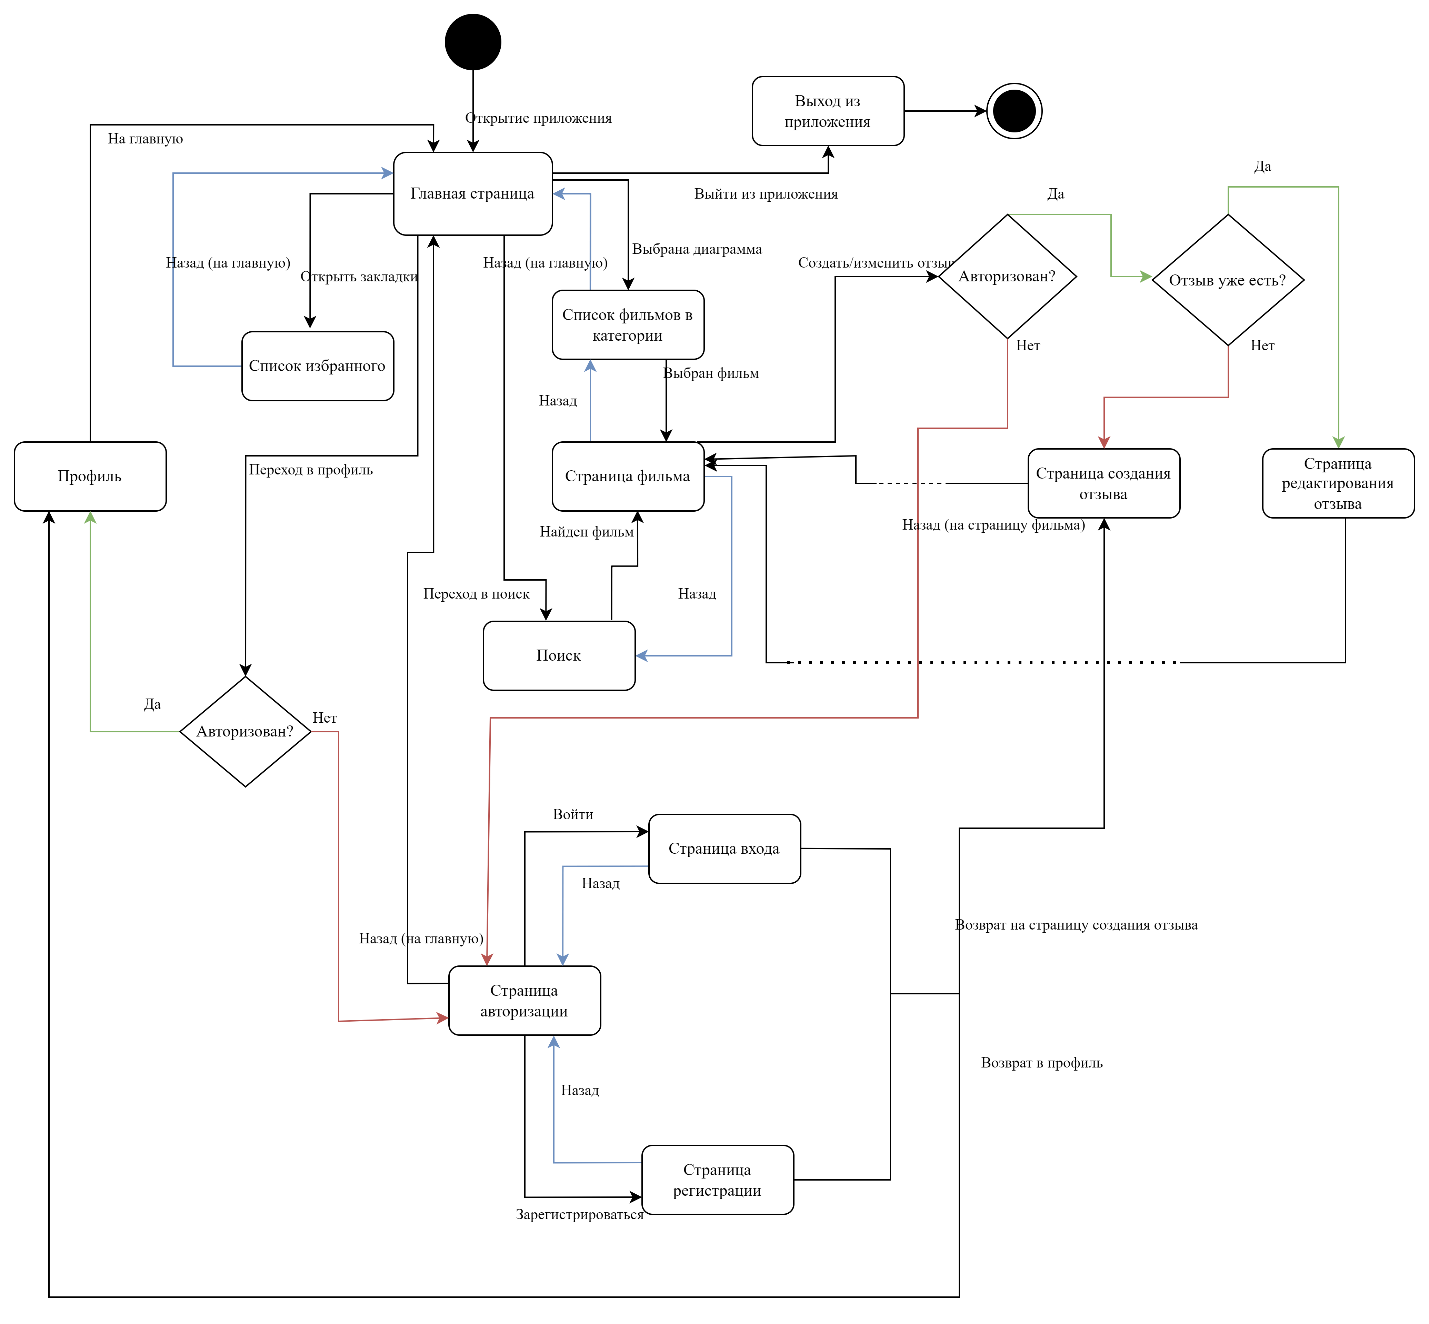 Открытие приложения
Выход из
приложения
На главную
Главная страница
Выйти из приложения
Да
Да
Назад (на главную)
Открыть закладки
Назад (на главную)
Выбрана диаграмма
Создать/изменить отзыв
Авторизован?
Отзыв уже есть?
Список фильмов в
категории
Нет
Нет
Список избранного
Выбран фильм
Назад
Профиль
Переход в профиль
Страница фильма
Страница создания
отзыва
Страница
редактирования
отзыва
Найден фильм
Назад (на страницу фильма)
Переход в поиск
Назад
Поиск
Да
Нет
Авторизован?
Войти
Страница входа
Назад
Назад (на главную)
Возврат на страницу создания отзыва
Страница
авторизации
Возврат в профиль
Назад
Страница
регистрации
Зарегистрироваться